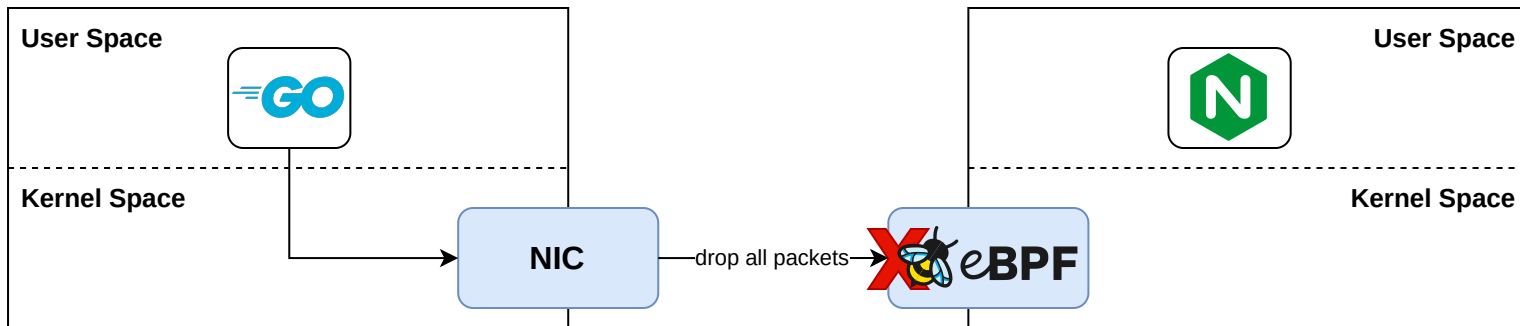 User Space
User Space
GO
N
Kernel Space
Kernel Space
NIC
drop all packets
X
eBPF